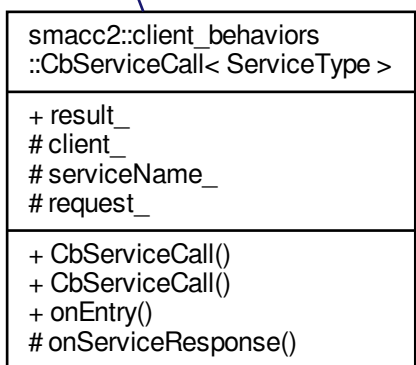 smacc2::client_behaviors
::CbServiceCall< ServiceType >
+ result_
# client_
# serviceName_
# request_
+ CbServiceCall()
+ CbServiceCall()
+ onEntry()
# onServiceResponse()